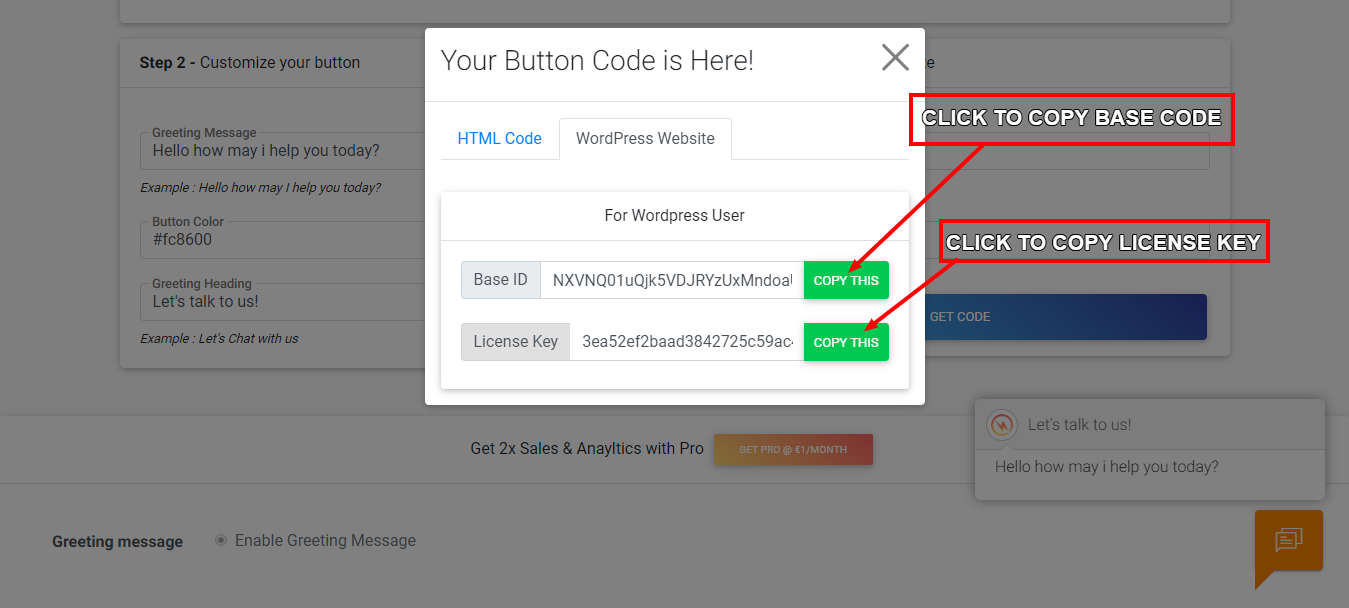 Your Button Code is Here!
Step 2 - Customize your button
CLICK TO COPY BASE CODE
HTML Code
WordPress Website
Greeting Message
Hello how may i help you today?
Example : Hello how may I help you today?
For Wordpress User
Button Color
#fc8600
CLICK TO COPY LICENSE KEY
Base ID
COPY THIS
Greeting Heading
Let's talk to us!
GET CODE
Example : Let's Chat with us
License Key
3ea52ef2baad3842725c59ac
COPY THIS
Get 2x Sales & Anayltics with Pro
GET PRO @ €1/MONTH
Let's talk to us!
Hello how may i help you today?
Greeting message
Enable Greeting Message